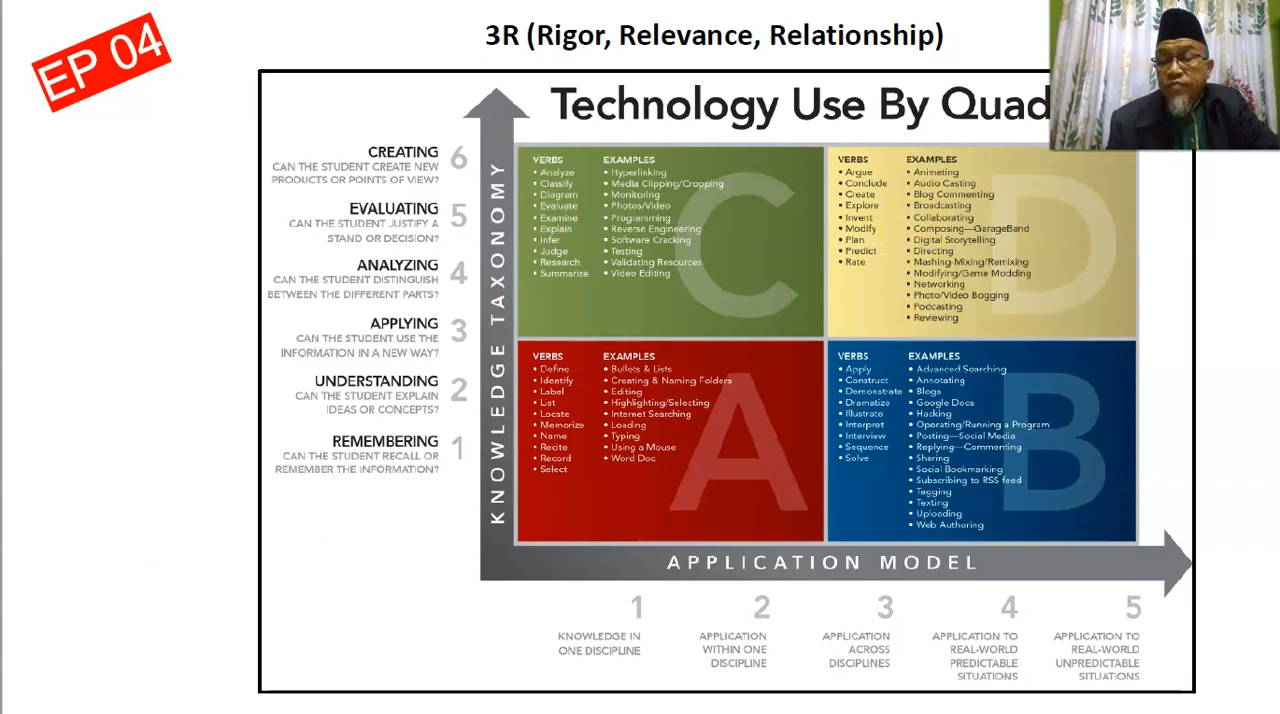 EP 04
3R (Rigor, Relevance, Relationship)
Technology Use By Quad
CREATING 6
CAN THE STUDENT CREATE NEW
PRODUCTS OR POINTS OF VIEW?
EVALUATING 5
CAN THE STUDENT JUSTIFY A
STAND OR DECISION?
ANALYZING 4
CAN THE STUDENT DISTINGUISH
BETWEEN THE DIFFERENT PARTS?
APPLYING 3
CAN THE STUDENT USE THE
INFORMATION IN A NEW WAY?
UNDERSTANDING 2
CAN THE STUDENT EXPLAIN
IDEAS OR CONCEPTS?
REMEMBERING 1
CAN THE STUDENT RECALL OR
REMEMBER THE INFORMATION?
KNOWLEDGE TAXONOMY
C
VERBS
• Analyze
• Classify
• Diagram
• Evaluate
• Examine
• Explain
• Infer
• Judge
• Research
• Summarize
EXAMPLES
• Hyperlinking
• Media Clipping/Cropping
• Monitoring
• Photos/Video
• Programming
• Reverse Engineering
• Software Cracking
• Testing
• Validating Resources
• Video Editing
D
VERBS
• Argue
• Conclude
• Create
• Explore
• Invent
• Modify
• Plan
• Predict
• Rate
EXAMPLES
• Animating
• Audio Casting
• Blog Commenting
• Broadcasting
• Collaborating
• Composing—GarageBand
• Digital Storytelling
• Directing
• Mashing-Mixing/Remixing
• Modifying/Game Modding
• Networking
• Photo/Video Bogging
• Podcasting
• Reviewing
A
VERBS
• Define
• Identify
• Label
• List
• Locate
• Memorize
• Name
• Recite
• Record
• Select
EXAMPLES
• Bullets & Lists
• Creating & Naming Folders
• Editing
• Highlighting/Selecting
• Internet Searching
• Loading
• Typing
• Using a Mouse
• Word Doc
B
VERBS
• Apply
• Construct
• Demonstrate
• Dramatize
• Illustrate
• Interpret
• Interview
• Sequence
• Solve
EXAMPLES
• Advanced Searching
• Annotating
• Blogs
• Google Docs
• Hacking
• Operating/Running a Program
• Posting—Social Media
• Replying—Commenting
• Sharing
• Social Bookmarking
• Subscribing to RSS feed
• Tagging
• Texting
• Uploading
• Web Authoring
APPLICATION MODEL
1
KNOWLEDGE IN
ONE DISCIPLINE
2
APPLICATION
WITHIN ONE
DISCIPLINE
3
APPLICATION
ACROSS
DISCIPLINES
4
APPLICATION TO
REAL-WORLD
PREDICTABLE
SITUATIONS
5
APPLICATION TO
REAL-WORLD
UNPREDICTABLE
SITUATIONS